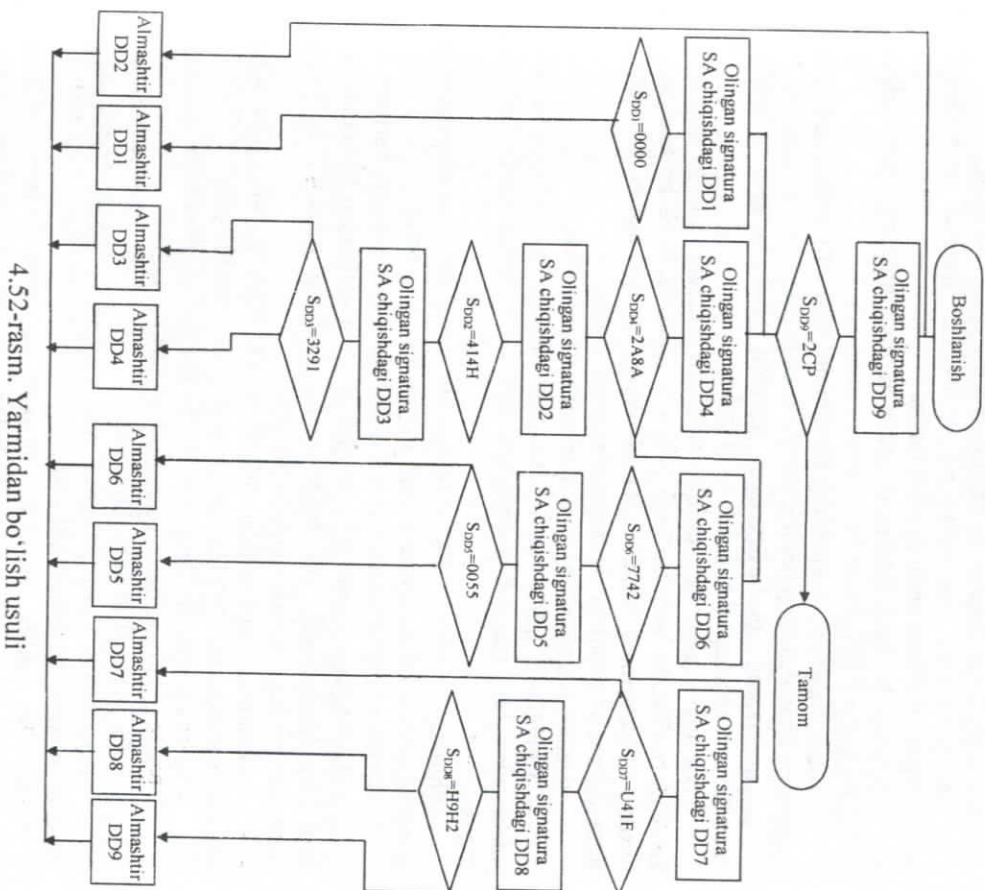 Boshlanish
Olingan signatura
SA chiqishdagi DD9
S_DD9=2CP
Tamom
Olingan signatura
SA chiqishdagi DD1
Olingan signatura
SA chiqishdagi DD4
Olingan signatura
SA chiqishdagi DD6
Olingan signatura
SA chiqishdagi DD7
S_DD1=0000
S_DD4=2A8A
S_DD6=7742
S_DD7=U41F
Olingan signatura
SA chiqishdagi DD2
Olingan signatura
SA chiqishdagi DD5
Olingan signatura
SA chiqishdagi DD8
S_DD2=414H
S_DD5=0055
S_DD8=H9H2
Olingan signatura
SA chiqishdagi DD3
S_DD3=3291
Almashtir
DD2
Almashtir
DD1
Almashtir
DD3
Almashtir
DD4
Almashtir
DD6
Almashtir
DD5
Almashtir
DD7
Almashtir
DD8
Almashtir
DD9
4.52-rasm. Yarmidan bo‘lish usuli